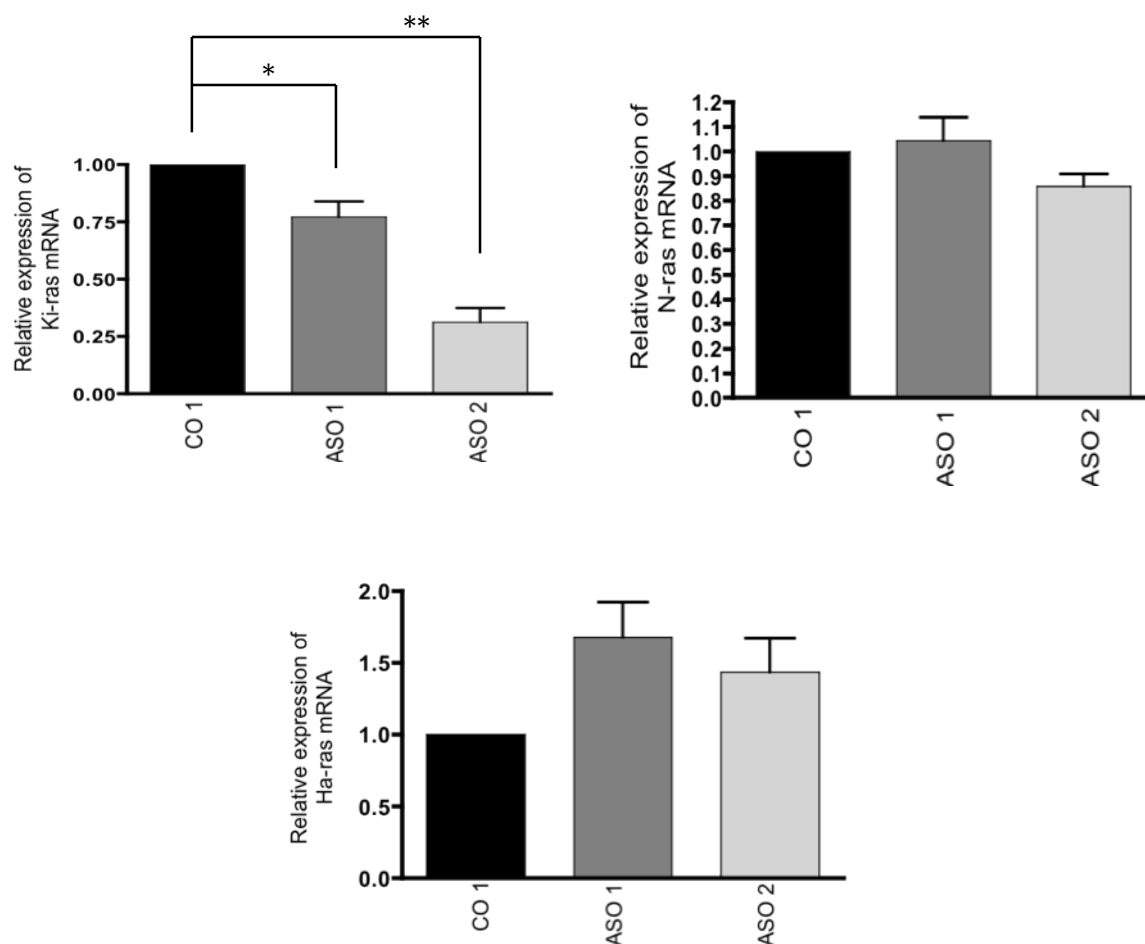 **
*
Relative expression of
Ki-ras mRNA
1.00
0.75
0.50
0.25
0.00
CO 1
ASO 1
ASO 2
Relative expression of
N-ras mRNA
1.2
1.1
1.0
0.9
0.8
0.7
0.6
0.5
0.4
0.3
0.2
0.1
0.0
CO 1
ASO 1
ASO 2
Relative expression of
Ha-ras mRNA
2.0
1.5
1.0
0.5
0.0
CO 1
ASO 1
ASO 2